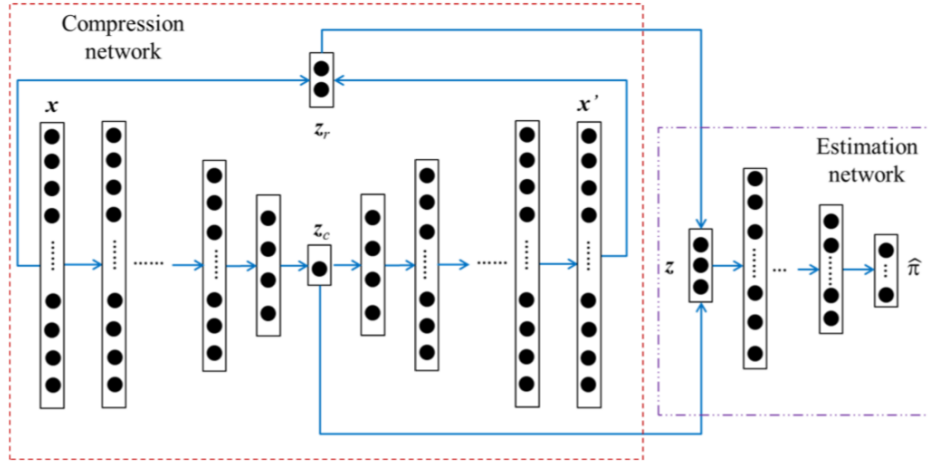 Compression
network
x
z_r
x'
z_c
Estimation
network
z
π̂